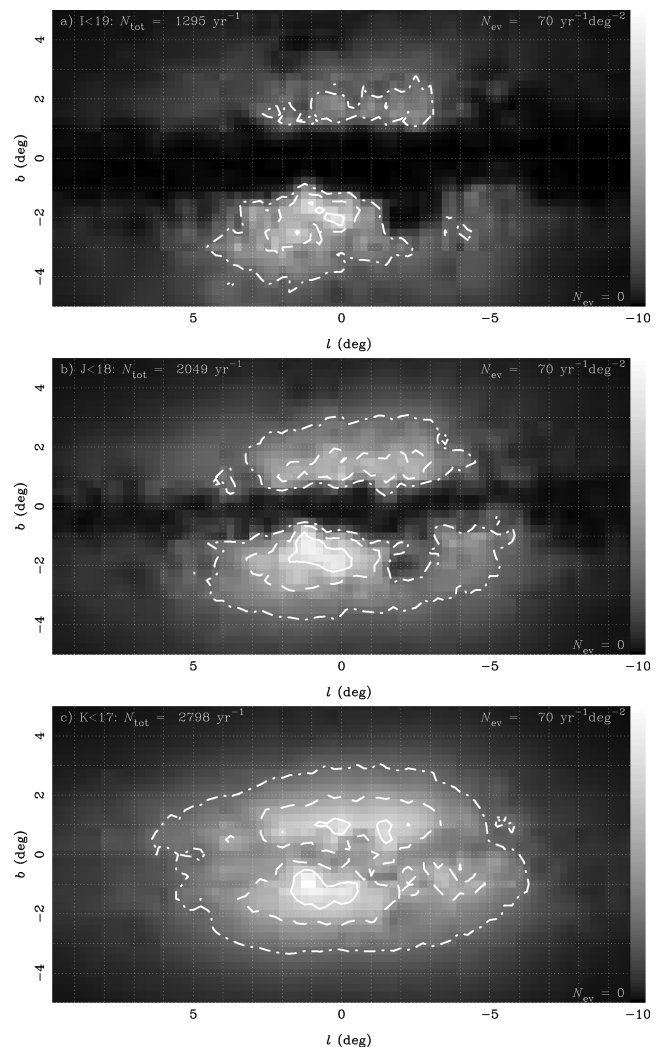 a) I<19: N_tot = 1295 yr⁻¹
N_ev = 70 yr⁻¹deg⁻²
4
2
0
−2
−4
b (deg)
N_ev = 0
5
0
−5
−10
l (deg)
b) J<18: N_tot = 2049 yr⁻¹
N_ev = 70 yr⁻¹deg⁻²
4
2
0
−2
−4
b (deg)
N_ev = 0
5
0
−5
−10
l (deg)
c) K<17: N_tot = 2798 yr⁻¹
N_ev = 70 yr⁻¹deg⁻²
4
2
0
−2
−4
b (deg)
N_ev = 0
5
0
−5
−10
l (deg)